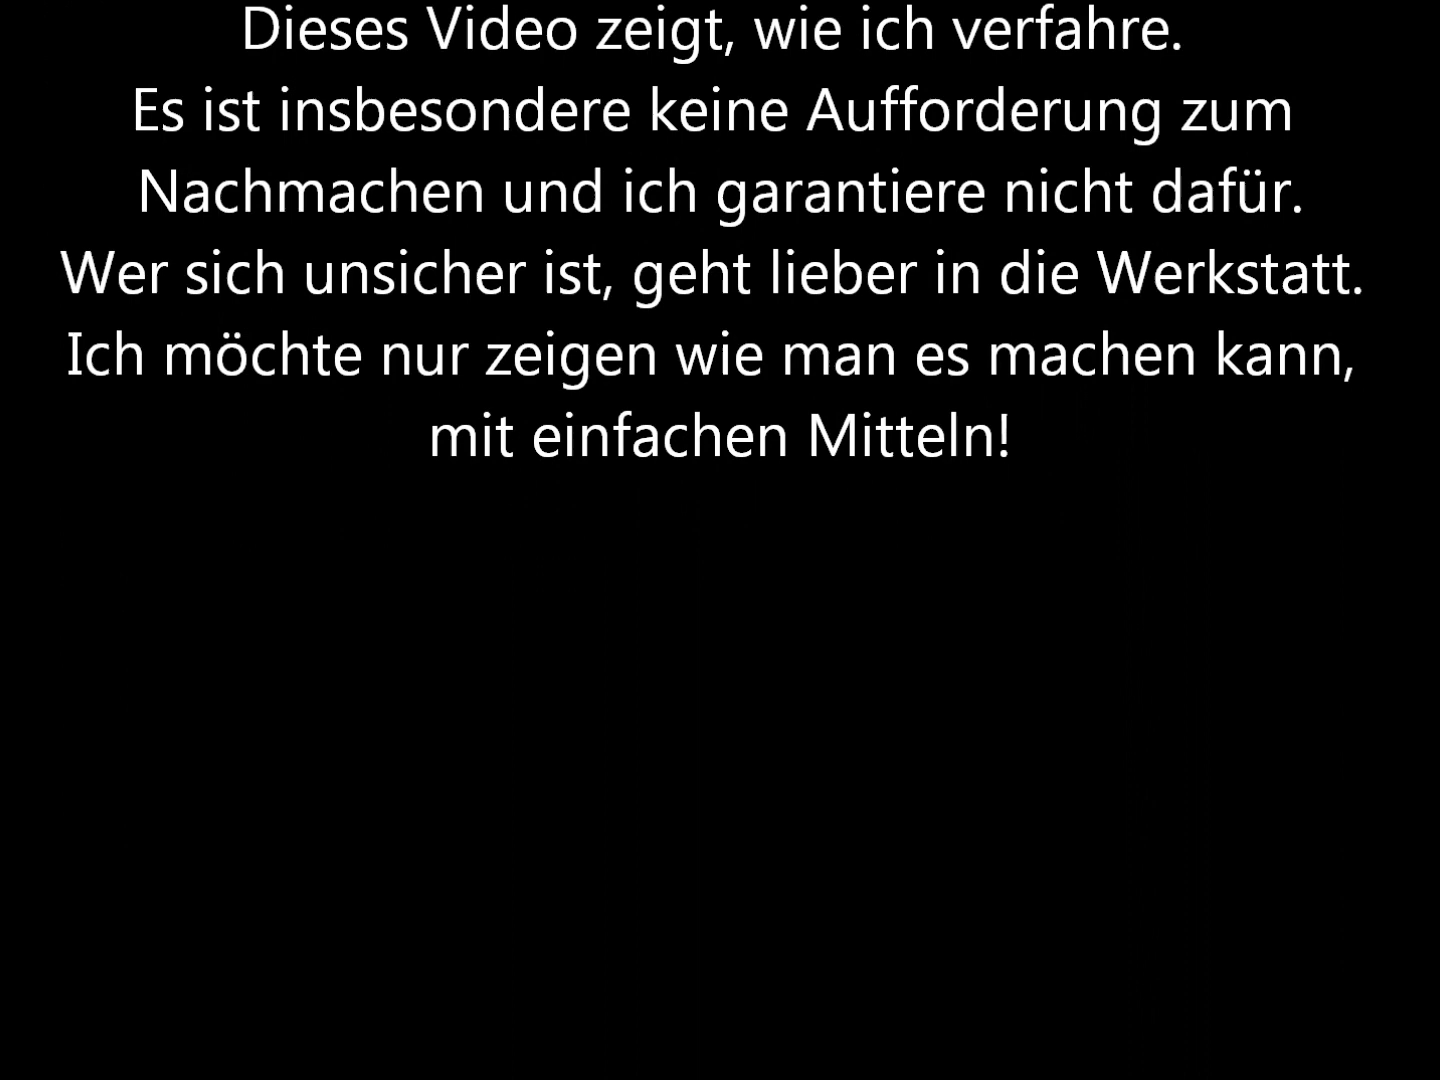 Dieses Video zeigt, wie ich verfahre.
Es ist insbesondere keine Aufforderung zum
Nachmachen und ich garantiere nicht dafür.
Wer sich unsicher ist, geht lieber in die Werkstatt.
Ich möchte nur zeigen wie man es machen kann,
mit einfachen Mitteln!